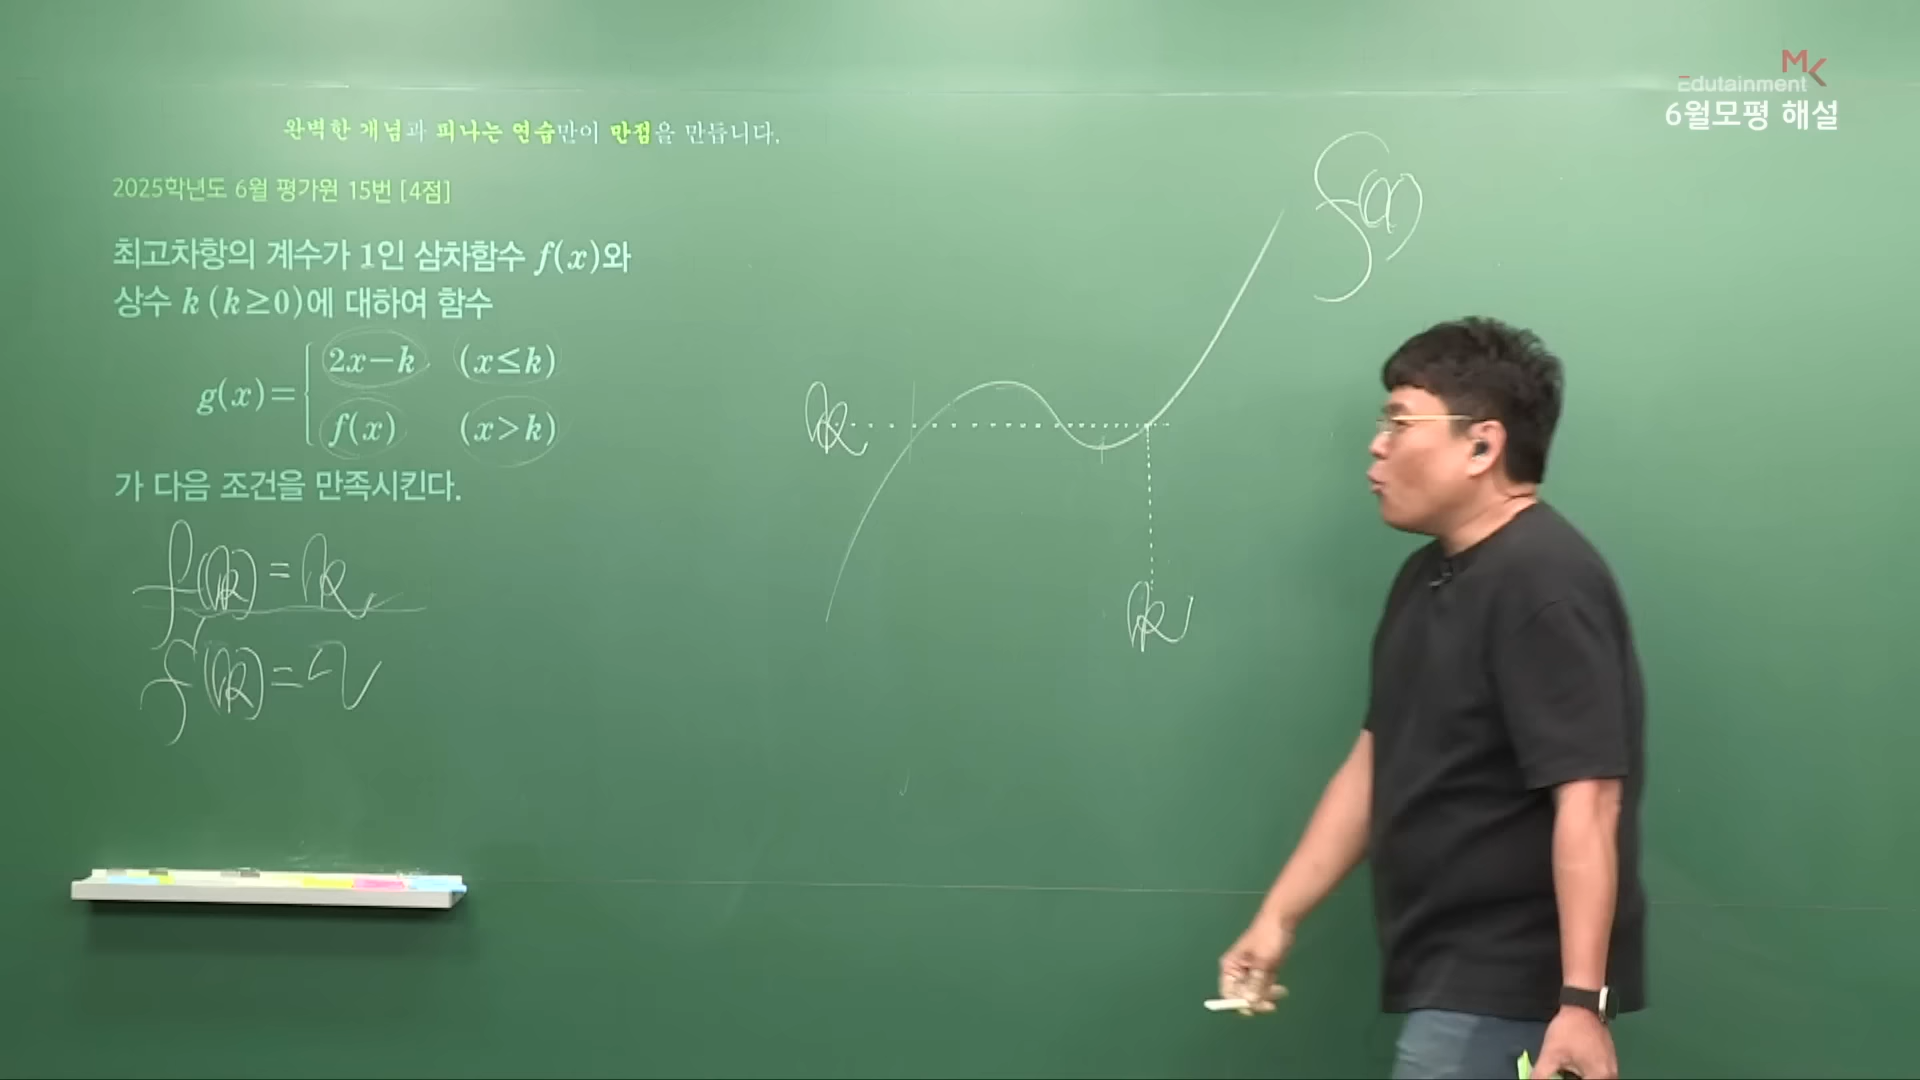 MK
Edutainment
6월모평 해설
완벽한 개념과 피나는 연습만이 만점을 만듭니다.
2025학년도 6월 평가원 15번 [4점]
최고차항의 계수가 1인 삼차함수 f(x)와
상수 k (k≥0)에 대하여 함수
g(x)= { 2x-k (x≤k)
f(x) (x>k)
가 다음 조건을 만족시킨다.
f(k)=k
f'(k)=2
f(x)
k
k